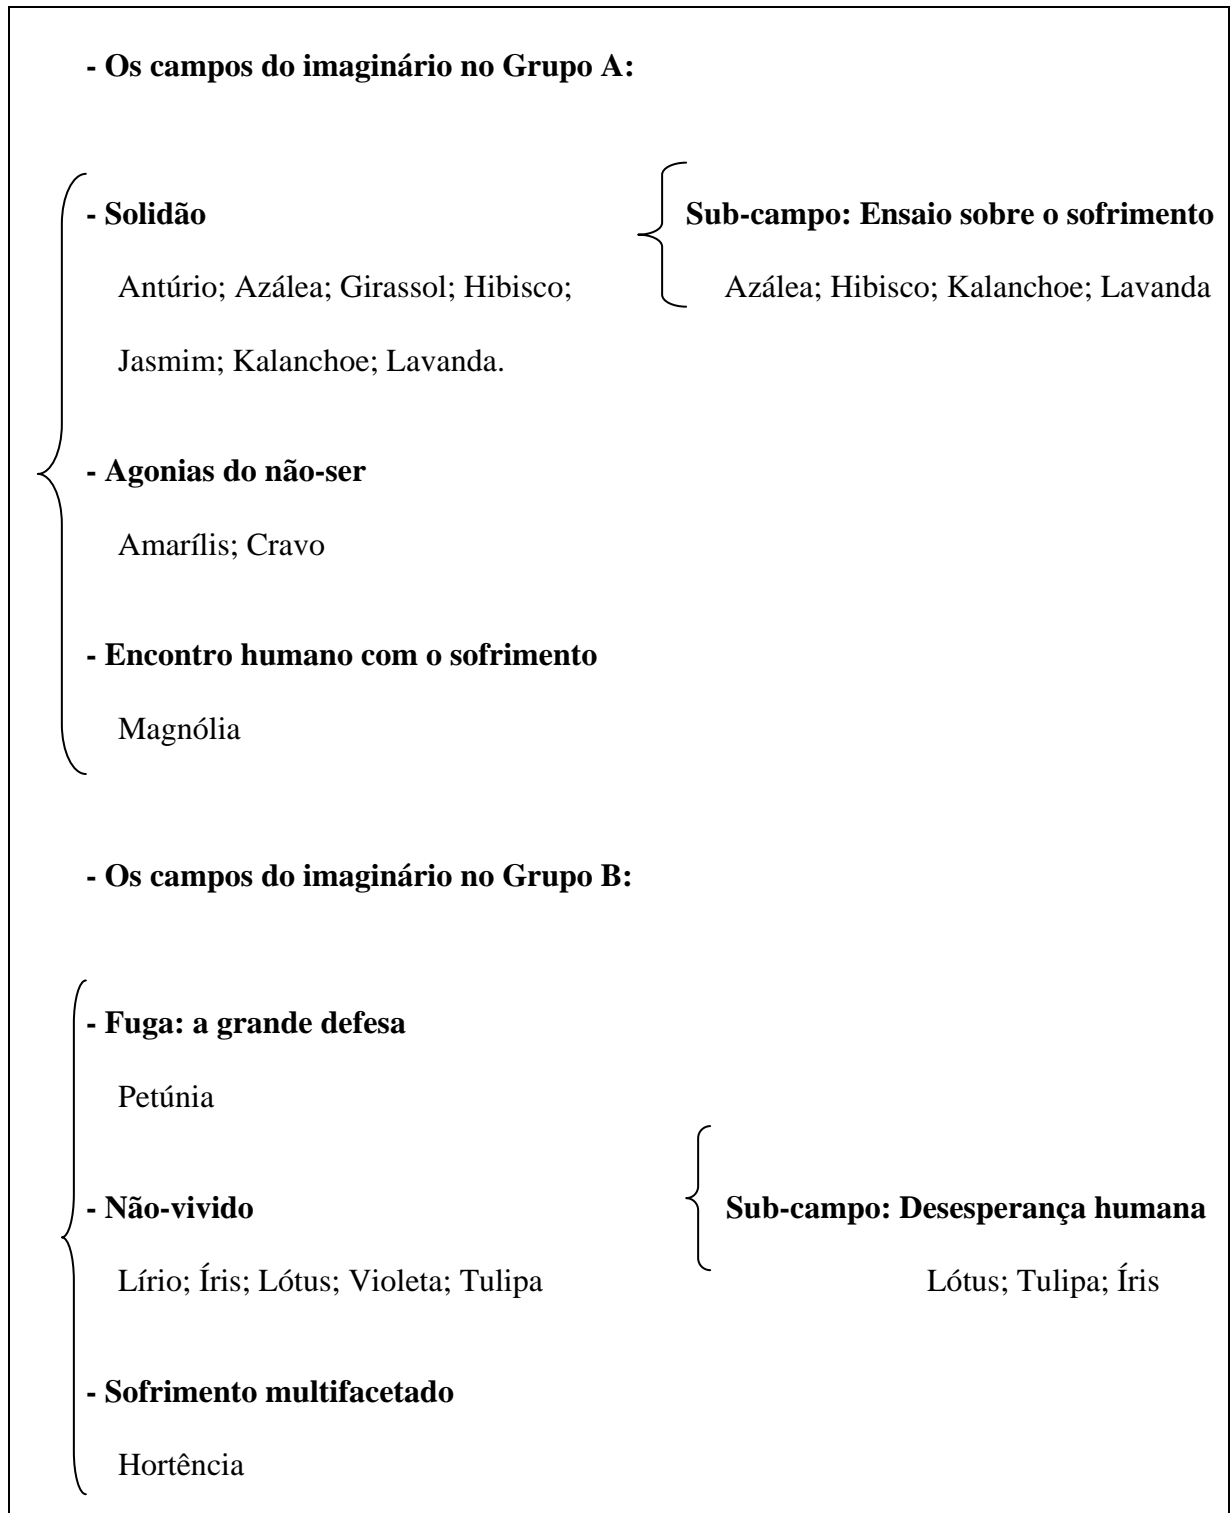 - Os campos do imaginário no Grupo A:
- Solidão
Antúrio; Azálea; Girassol; Hibisco;
Jasmim; Kalanchoe; Lavanda.
Sub-campo: Ensaio sobre o sofrimento
Azálea; Hibisco; Kalanchoe; Lavanda
- Agonias do não-ser
Amarílis; Cravo
- Encontro humano com o sofrimento
Magnólia
- Os campos do imaginário no Grupo B:
- Fuga: a grande defesa
Petúnia
- Não-vivido
Lírio; Íris; Lótus; Violeta; Tulipa
Sub-campo: Desesperança humana
Lótus; Tulipa; Íris
- Sofrimento multifacetado
Hortência